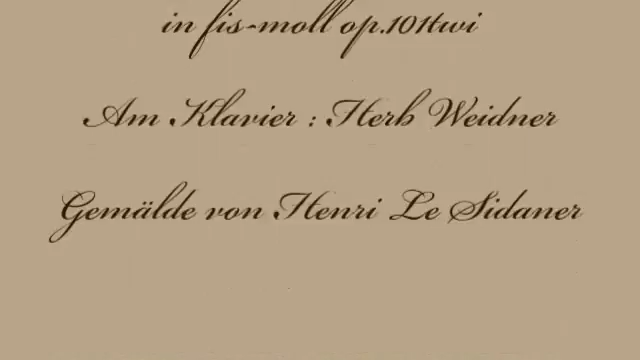 in fis-moll op.101twi
Am Klavier : Herb Weidner
Gemälde von Henri Le Sidaner